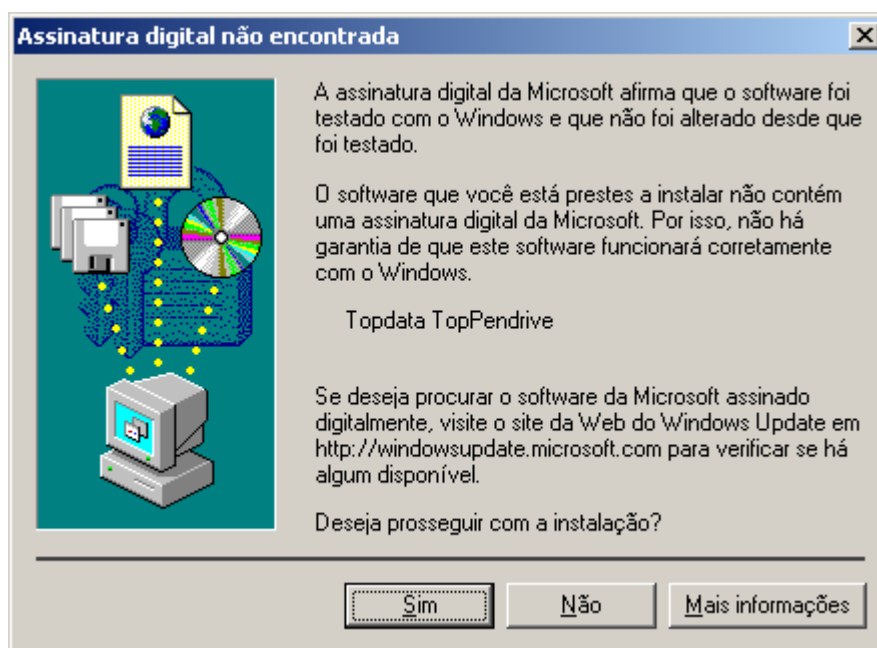 Assinatura digital não encontrada
A assinatura digital da Microsoft afirma que o software foi
testado com o Windows e que não foi alterado desde que
foi testado.
O software que você está prestes a instalar não contém
uma assinatura digital da Microsoft. Por isso, não há
garantia de que este software funcionará corretamente
com o Windows.
Topdata TopPendrive
Se deseja procurar o software da Microsoft assinado
digitalmente, visite o site da Web do Windows Update em
http://windowsupdate.microsoft.com para verificar se há
algum disponível.
Deseja prosseguir com a instalação?
Sim Não Mais informações